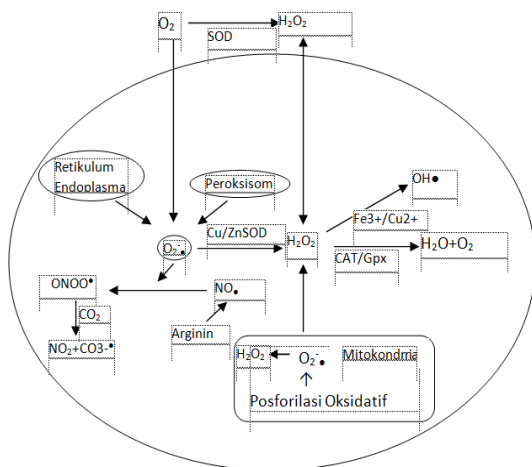 O₂
H₂O₂
SOD
Retikulum
Endoplasma
Peroksisom
OH●
Fe3+/Cu2+
Cu/ZnSOD
O₂⁻●
H₂O₂
H₂O+O₂
CAT/Gpx
ONOO●
NO●
CO₂
Arginin
NO₂+CO3-●
H₂O₂
O₂⁻●
Mitokondria
Posforilasi Oksidatif